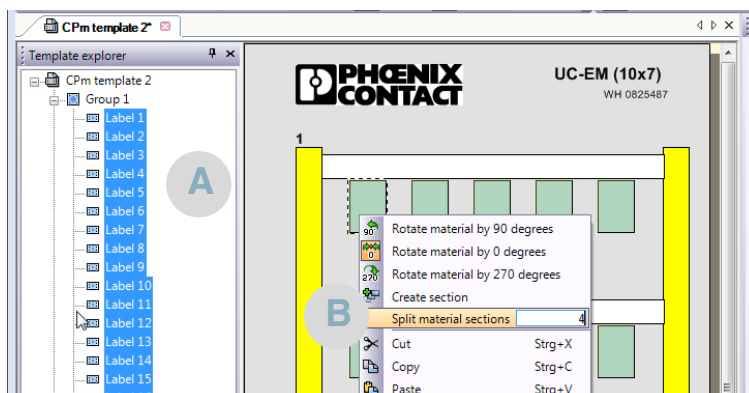 CPm template 2*
Template explorer
CPm template 2
Group 1
Label 1
Label 2
Label 3
Label 4
Label 5
Label 6
Label 7
Label 8
Label 9
Label 10
Label 11
Label 12
Label 13
Label 14
Label 15
A
PHŒNIX
CONTACT
UC-EM (10x7)
WH 0825487
1
90° Rotate material by 90 degrees
0° Rotate material by 0 degrees
270° Rotate material by 270 degrees
Create section
B
Split material sections 4
Cut Strg+X
Copy Strg+C
Paste Strg+V